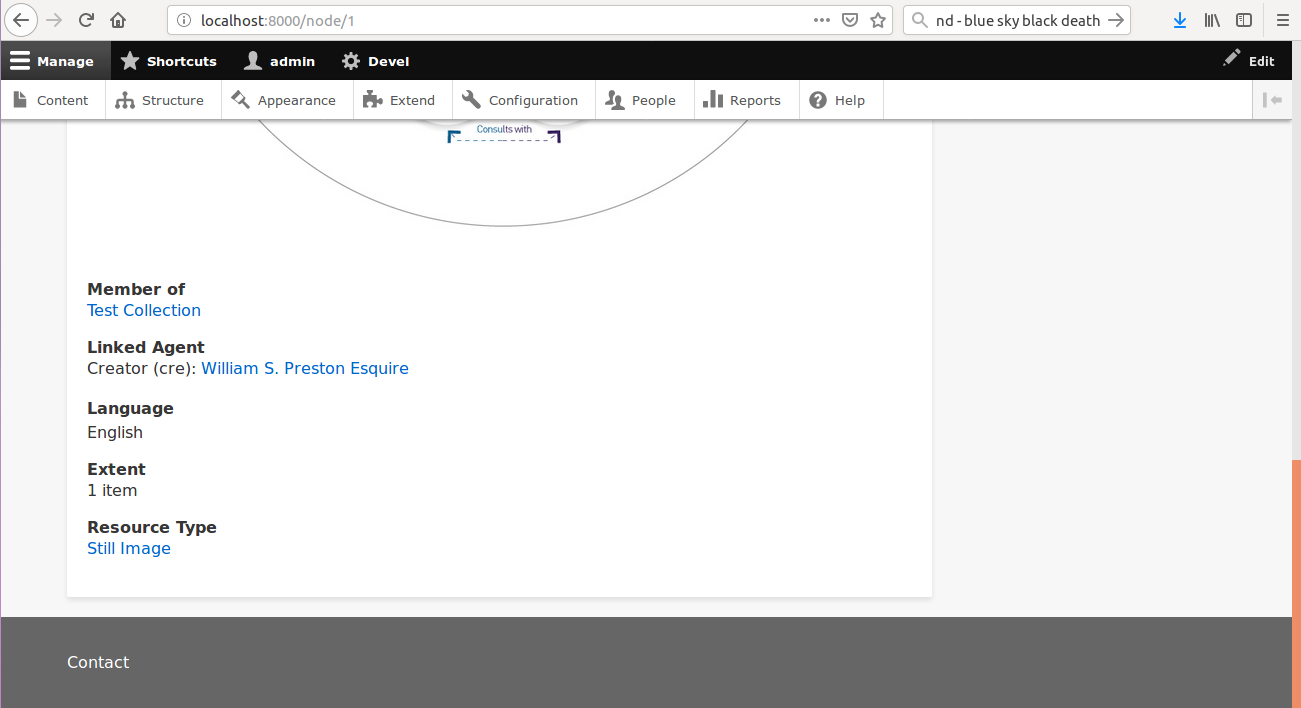 localhost:8000/node/1
nd - blue sky black death
Manage Shortcuts admin Devel Edit
Content Structure Appearance Extend Configuration People Reports Help
Consults with
Member of
Test Collection
Linked Agent
Creator (cre): William S. Preston Esquire
Language
English
Extent
1 item
Resource Type
Still Image
Contact